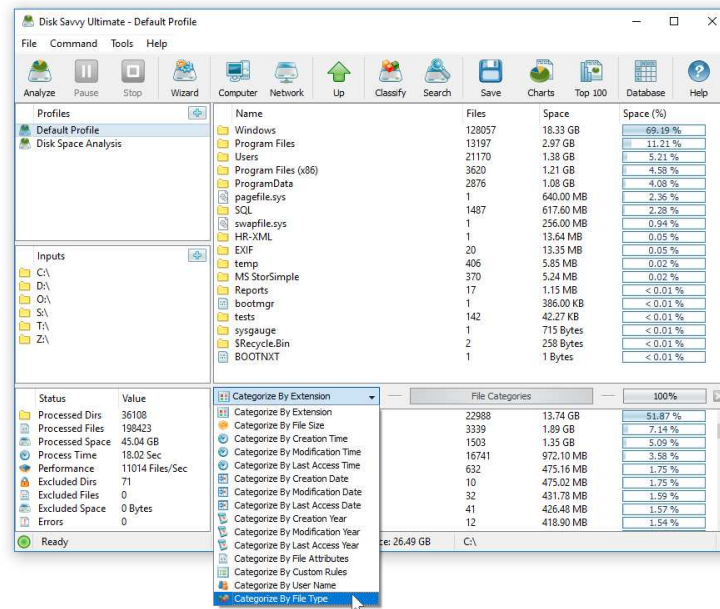 Disk Savvy Ultimate - Default Profile
File Command Tools Help
Analyze Pause Stop Wizard Computer Network Up Classify Search Save Charts Top 100 Database Help
Profiles
Default Profile
Disk Space Analysis
Inputs
C:\
D:\
O:\
S:\
T:\
Z:\
Name Files Space Space (%)
Windows 128057 18.33 GB 69.19 %
Program Files 13197 2.97 GB 11.21 %
Users 21170 1.38 GB 5.21 %
Program Files (x86) 3620 1.21 GB 4.58 %
ProgramData 2876 1.08 GB 4.08 %
pagefile.sys 1 640.00 MB 2.36 %
SQL 1487 617.60 MB 2.28 %
swapfile.sys 1 256.00 MB 0.94 %
HR-XML 1 13.64 MB 0.05 %
EXIF 20 13.35 MB 0.05 %
temp 406 5.85 MB 0.02 %
MS StorSimple 370 5.24 MB 0.02 %
Reports 17 1.15 MB < 0.01 %
bootmgr 1 386.00 KB < 0.01 %
tests 142 42.27 KB < 0.01 %
sysgauge 1 715 Bytes < 0.01 %
$Recycle.Bin 2 258 Bytes < 0.01 %
BOOTNXT 1 1 Bytes < 0.01 %
Status Value
Processed Dirs 36108
Processed Files 198423
Processed Space 45.04 GB
Process Time 18.02 Sec
Performance 11014 Files/Sec
Excluded Dirs 71
Excluded Files 0
Excluded Space 0 Bytes
Errors 0
Categorize By Extension File Categories 100%
Categorize By Extension
Categorize By File Size
Categorize By Creation Time
Categorize By Modification Time
Categorize By Last Access Time
Categorize By Creation Date
Categorize By Modification Date
Categorize By Last Access Date
Categorize By Creation Year
Categorize By Modification Year
Categorize By Last Access Year
Categorize By File Attributes
Categorize By Custom Rules
Categorize By User Name
Categorize By File Type
22988 13.74 GB 51.87 %
3339 1.89 GB 7.14 %
1503 1.35 GB 5.09 %
16741 972.10 MB 3.58 %
632 475.16 MB 1.75 %
10 475.02 MB 1.75 %
32 431.78 MB 1.59 %
41 426.48 MB 1.57 %
12 418.90 MB 1.54 %
Ready ce: 26.49 GB C:\